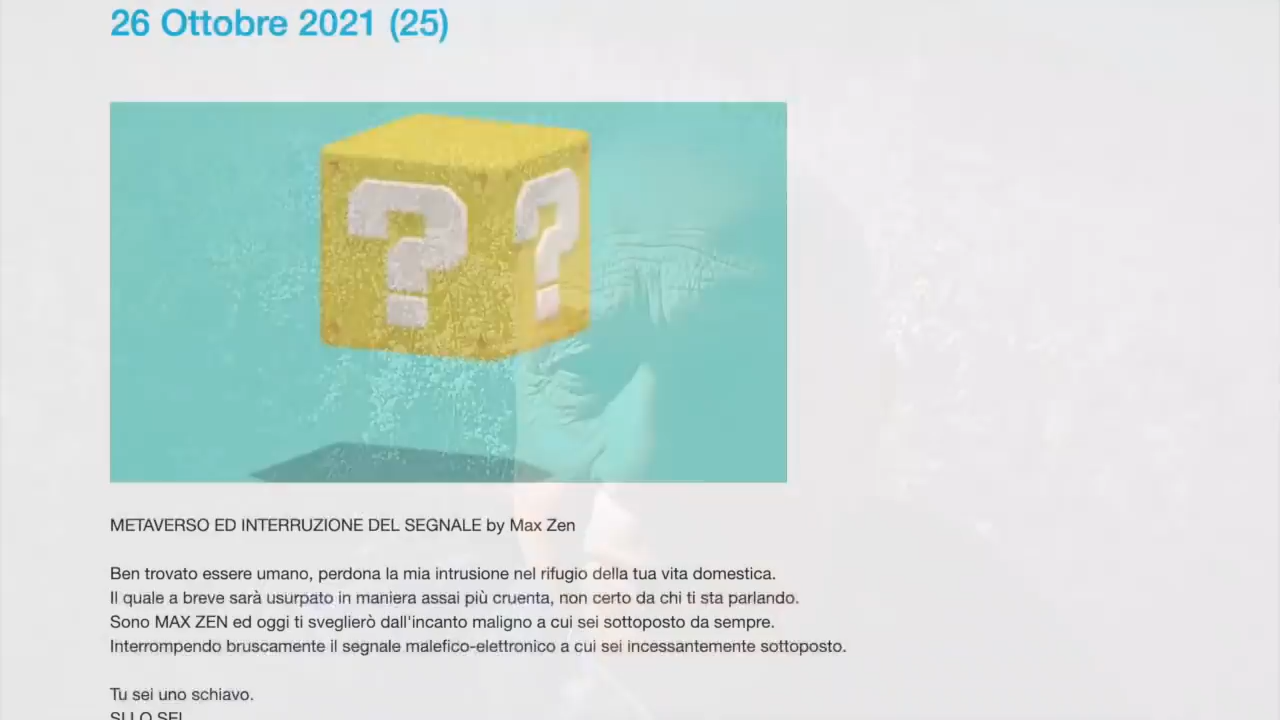 26 Ottobre 2021 (25)
? ?
METAVERSO ED INTERRUZIONE DEL SEGNALE by Max Zen
Ben trovato essere umano, perdona la mia intrusione nel rifugio della tua vita domestica.
Il quale a breve sarà usurpato in maniera assai più cruenta, non certo da chi ti sta parlando.
Sono MAX ZEN ed oggi ti sveglierò dall'incanto maligno a cui sei sottoposto da sempre.
Interrompendo bruscamente il segnale malefico-elettronico a cui sei incessantemente sottoposto.
Tu sei uno schiavo.
SI LO SEI